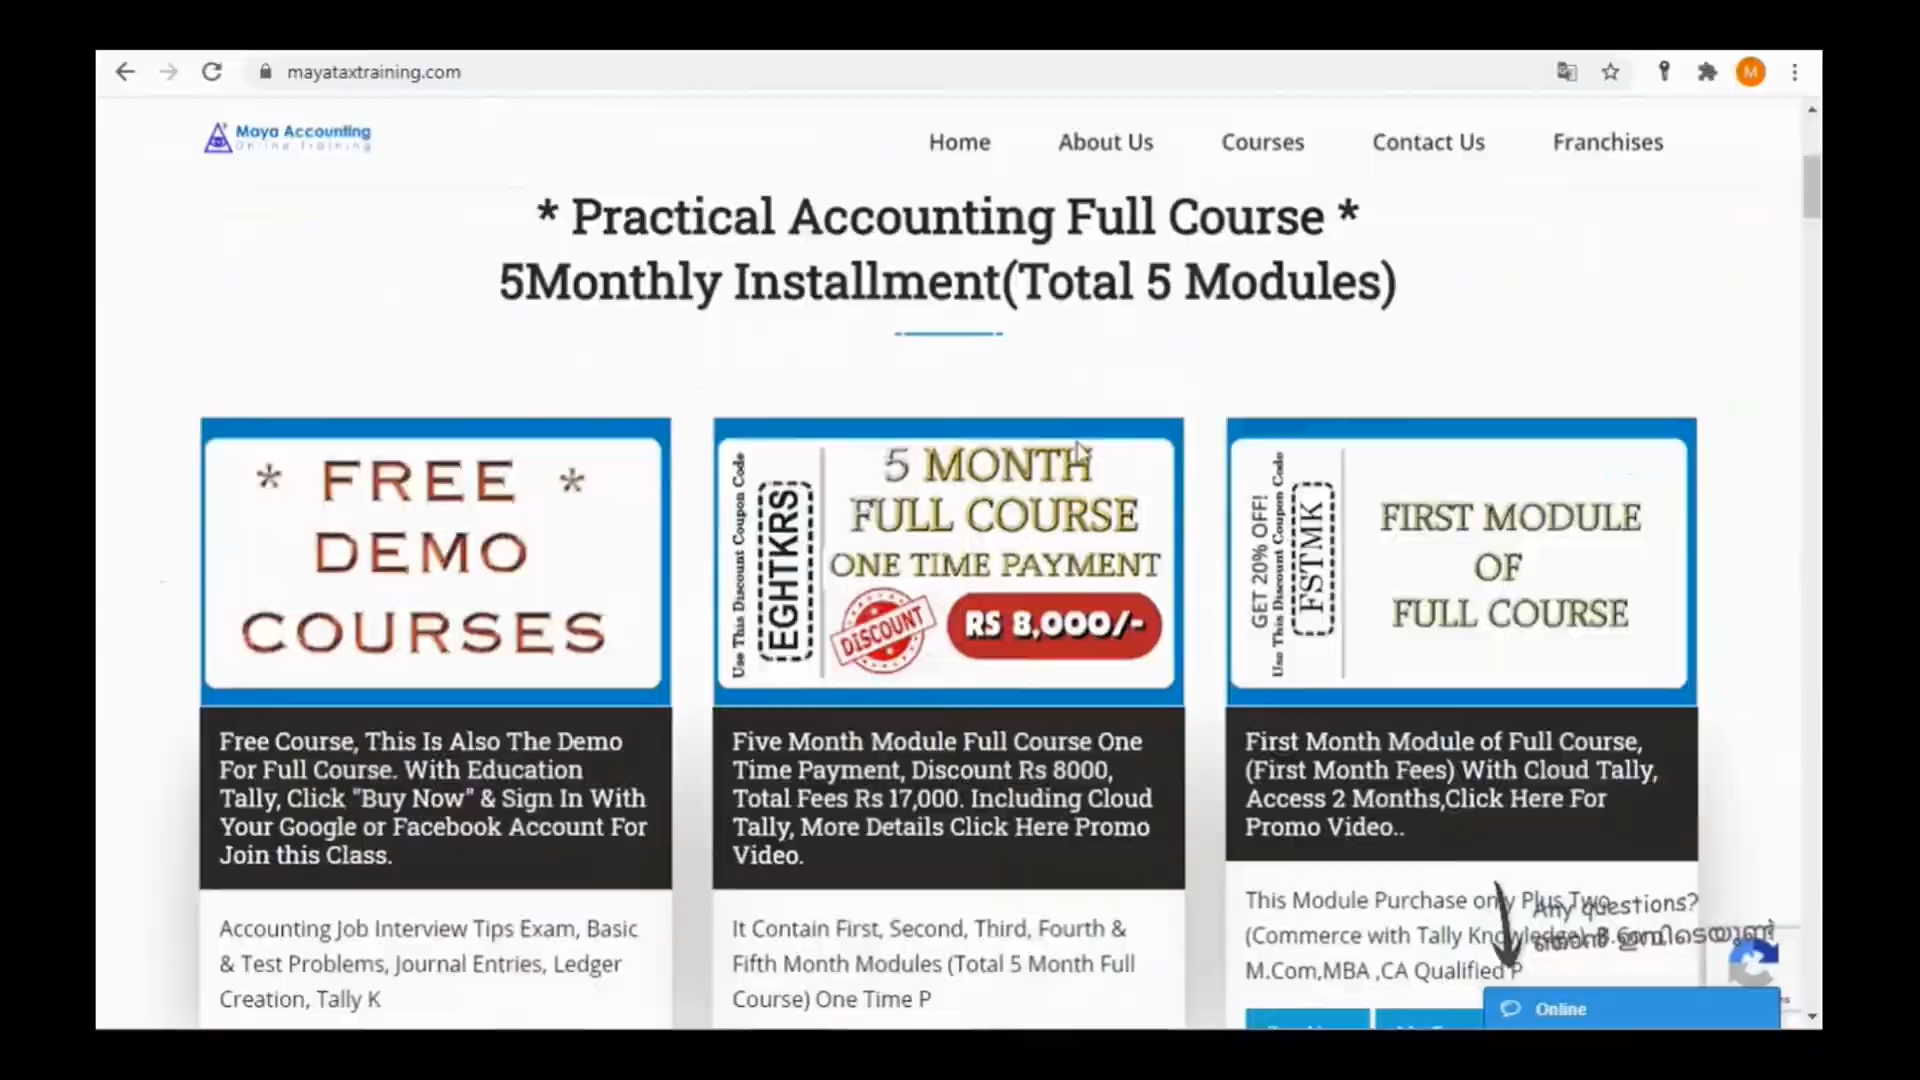 mayataxtraining.com
M
Maya Accounting
Online Training
Home
About Us
Courses
Contact Us
Franchises
* Practical Accounting Full Course *
5Monthly Installment(Total 5 Modules)
* FREE *
DEMO
COURSES
Use This Discount Coupon Code
EGHTKRS
5 MONTH
FULL COURSE
ONE TIME PAYMENT
DISCOUNT
RS 8,000/-
GET 20% OFF!
Use This Discount Coupon Code
FSTMK
FIRST MODULE
OF
FULL COURSE
Free Course, This Is Also The Demo
For Full Course. With Education
Tally, Click "Buy Now" & Sign In With
Your Google or Facebook Account For
Join this Class.
Accounting Job Interview Tips Exam, Basic
& Test Problems, Journal Entries, Ledger
Creation, Tally K
Five Month Module Full Course One
Time Payment, Discount Rs 8000,
Total Fees Rs 17,000. Including Cloud
Tally, More Details Click Here Promo
Video.
It Contain First, Second, Third, Fourth &
Fifth Month Modules (Total 5 Month Full
Course) One Time P
First Month Module of Full Course,
(First Month Fees) With Cloud Tally,
Access 2 Months,Click Here For
Promo Video..
This Module Purchase only Plus Two
(Commerce with Tally Knowledge), B.Com,
M.Com,MBA ,CA Qualified P
Any questions?
Online